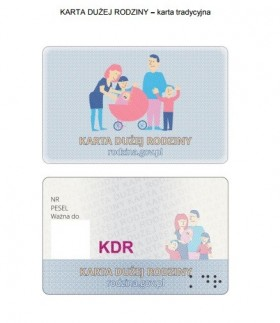 KARTA DUŻEJ RODZINY – karta tradycyjna
KARTA DUŻEJ RODZINY
rodzina.gov.pl
NR
PESEL
Ważna do
KDR
KARTA DUŻEJ RODZINY
rodzina.gov.pl